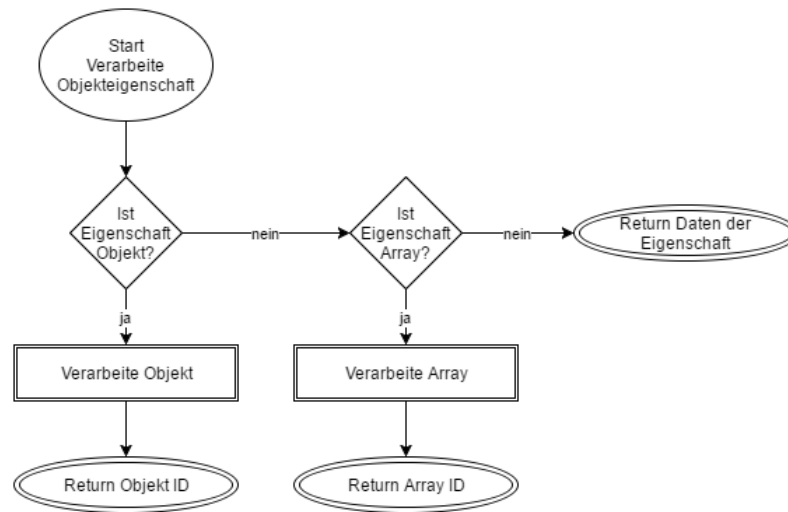 Start
Verarbeite
Objekteigenschaft
Ist
Eigenschaft
Objekt?
nein
Ist
Eigenschaft
Array?
nein
Return Daten der
Eigenschaft
ja
ja
Verarbeite Objekt
Verarbeite Array
Return Objekt ID
Return Array ID